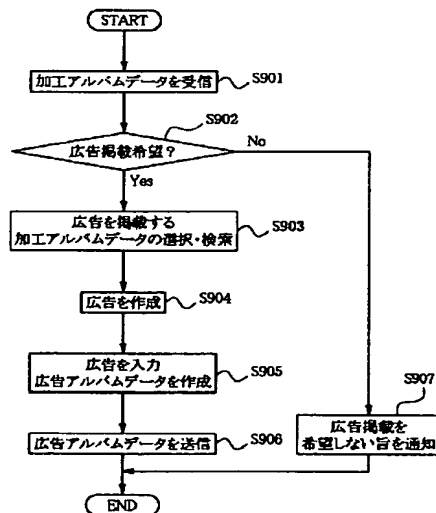 START
加工アルバムデータを受信
S901
S902
広告掲載希望?
No
Yes
広告を掲載する
加工アルバムデータの選択・検索
S903
広告を作成
S904
広告を入力
広告アルバムデータを作成
S905
S907
広告アルバムデータを送信
S906
広告掲載を
希望しない旨を通知
END